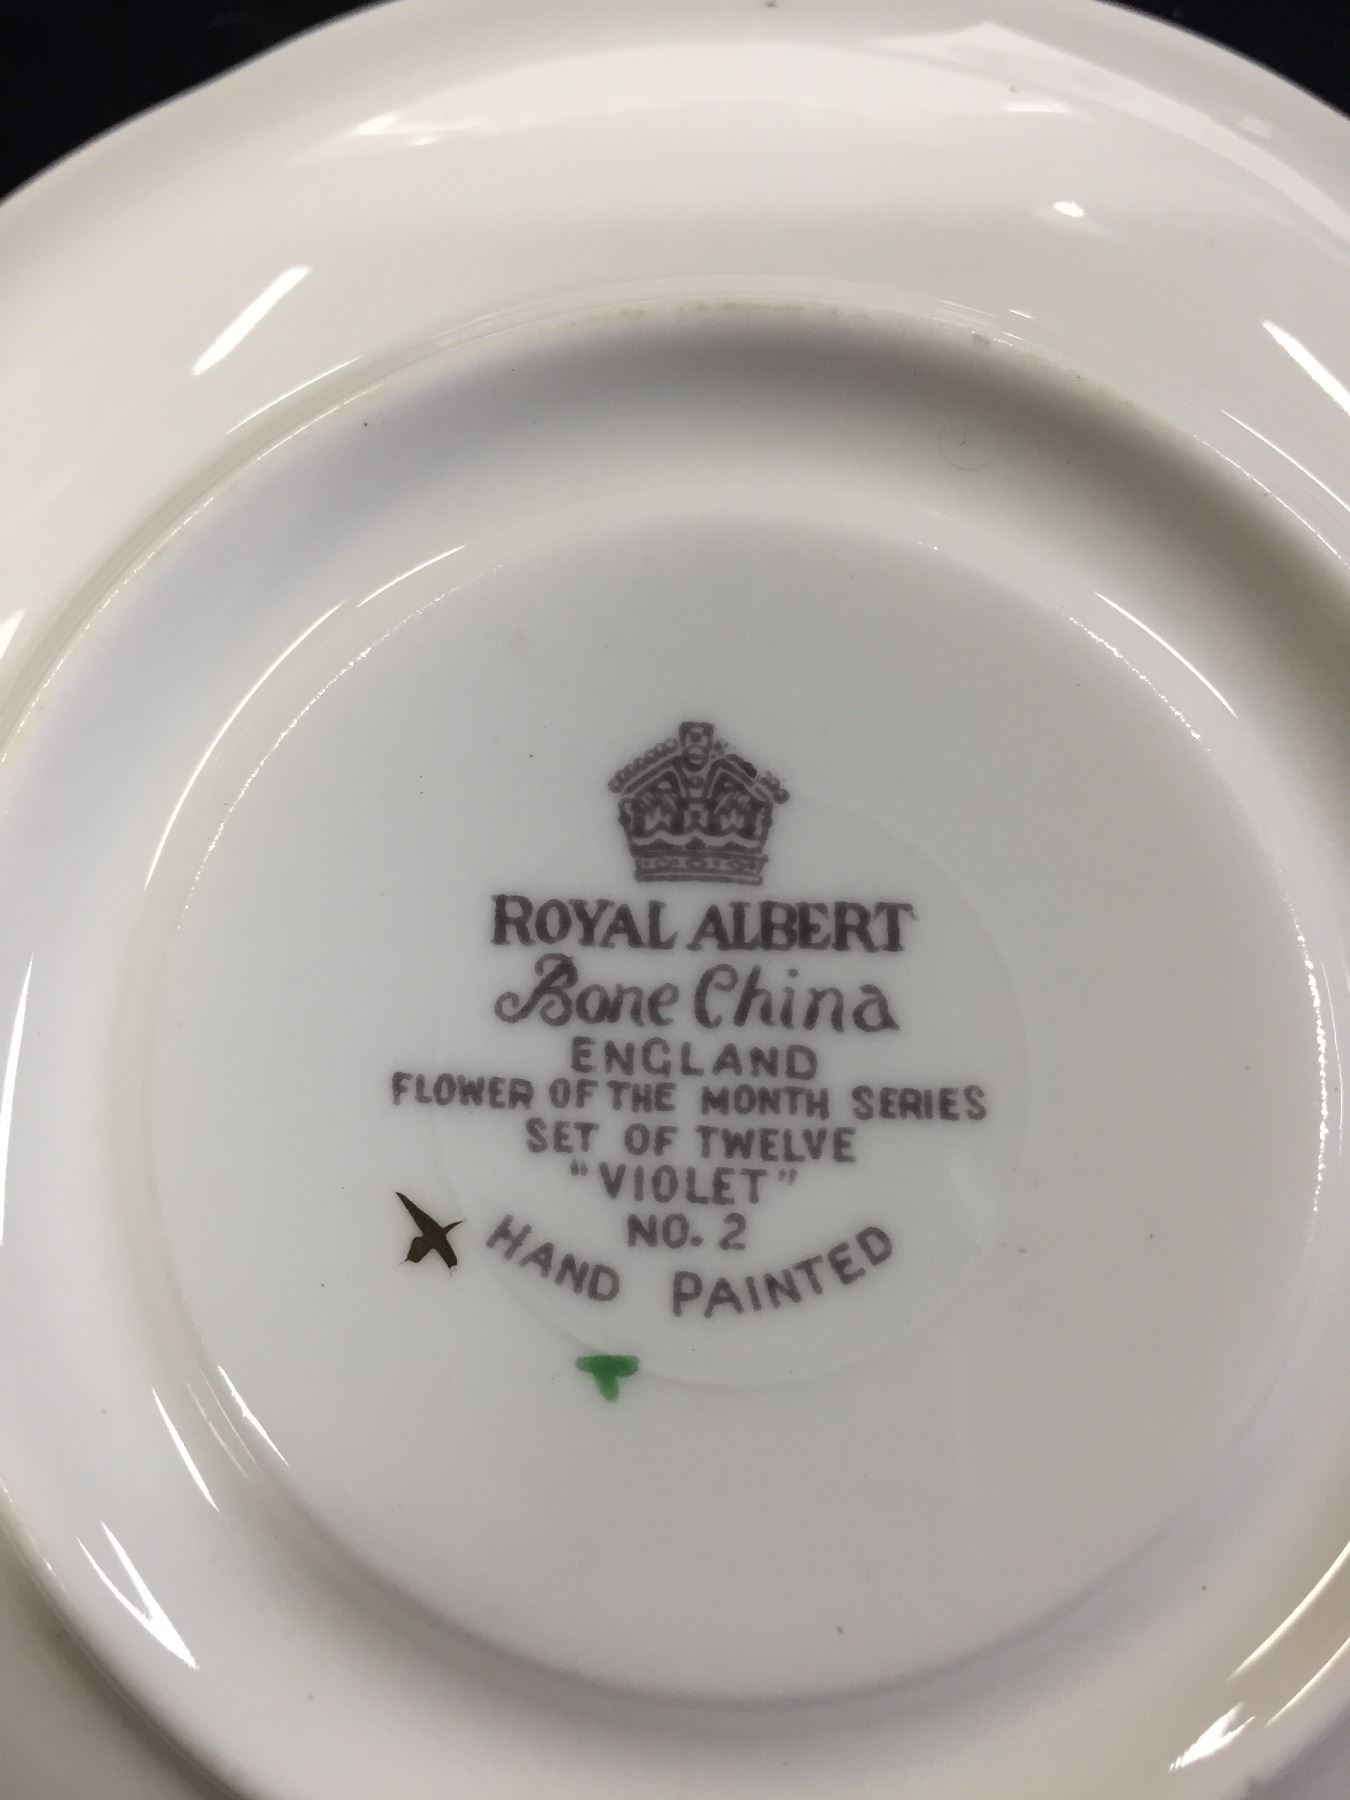 ROYAL ALBERT
Bone China
ENGLAND
FLOWER OF THE MONTH SERIES
SET OF TWELVE
"VIOLET"
NO. 2
HAND PAINTED